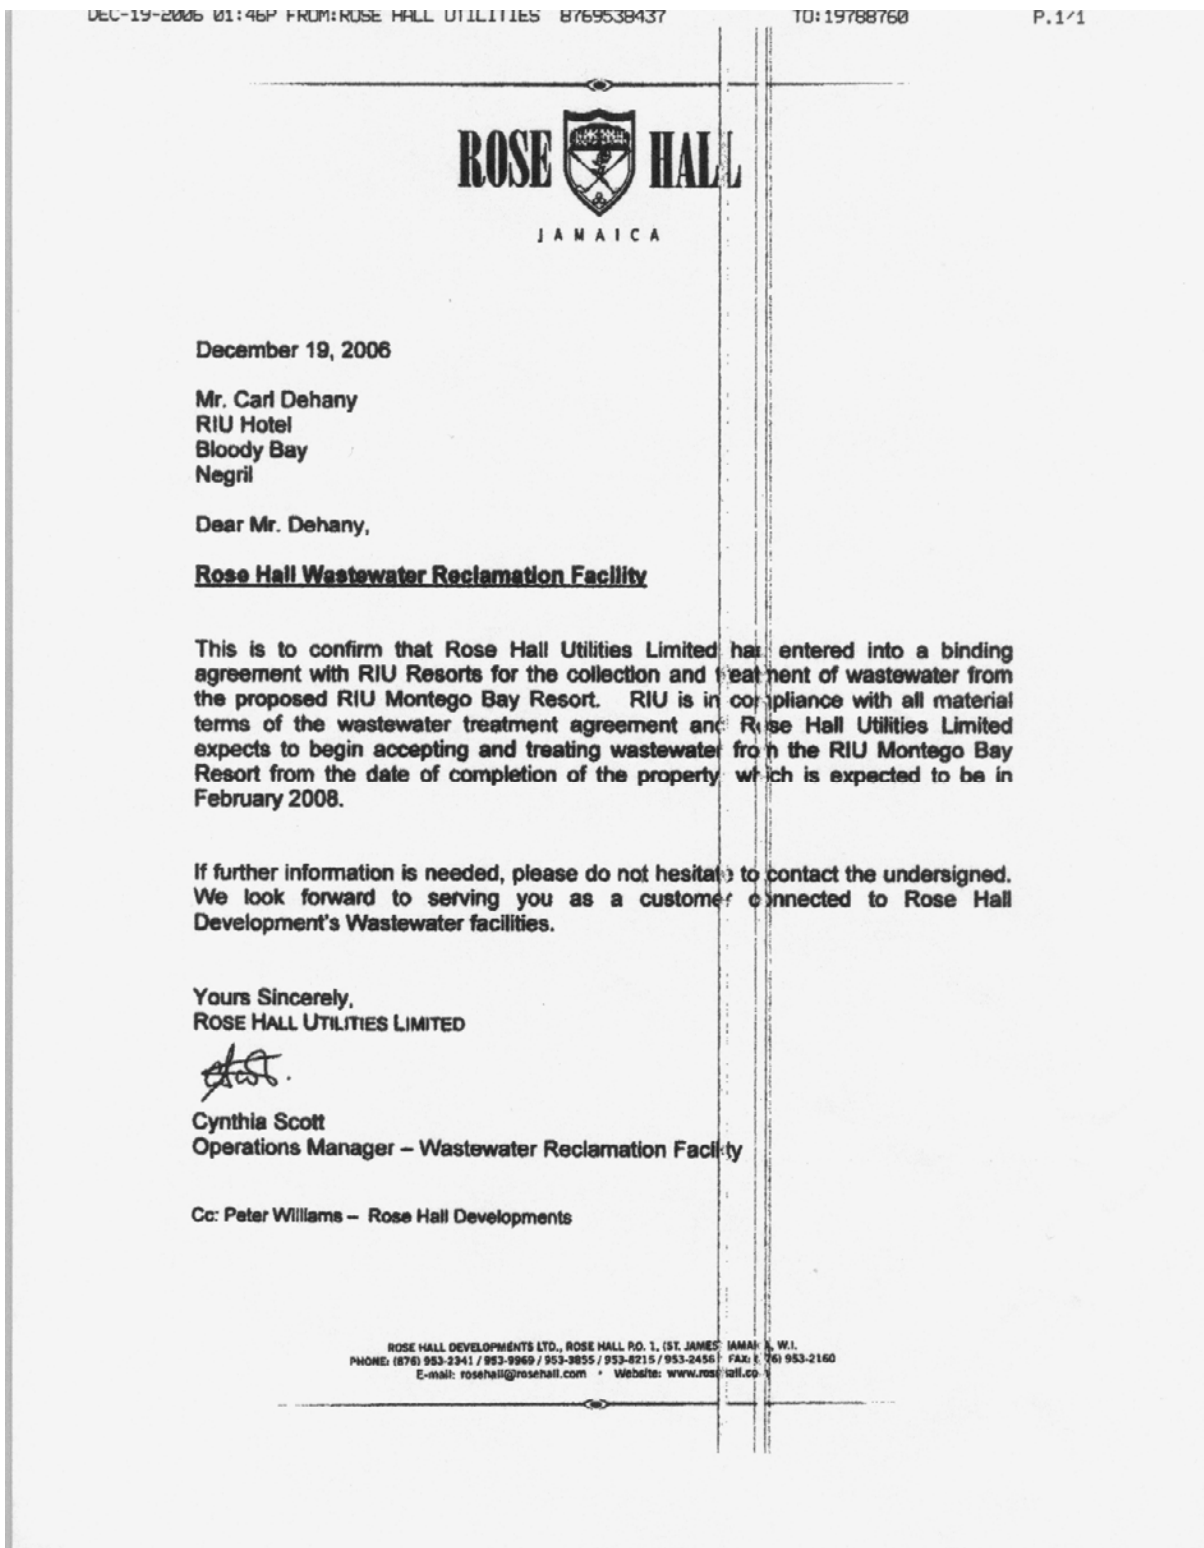 DEC-19-2006 01:46P FROM:ROSE HALL UTILITIES 8769538437 TO:19788760 P.1/1
ROSE HALL
JAMAICA
December 19, 2006
Mr. Carl Dehany
RIU Hotel
Bloody Bay
Negril
Dear Mr. Dehany,
Rose Hall Wastewater Reclamation Facility
This is to confirm that Rose Hall Utilities Limited has entered into a binding
agreement with RIU Resorts for the collection and treatment of wastewater from
the proposed RIU Montego Bay Resort. RIU is in compliance with all material
terms of the wastewater treatment agreement and Rose Hall Utilities Limited
expects to begin accepting and treating wastewater from the RIU Montego Bay
Resort from the date of completion of the property which is expected to be in
February 2008.
If further information is needed, please do not hesitate to contact the undersigned.
We look forward to serving you as a customer connected to Rose Hall
Development's Wastewater facilities.
Yours Sincerely,
ROSE HALL UTILITIES LIMITED
Cynthia Scott
Operations Manager – Wastewater Reclamation Facility
Cc: Peter Williams – Rose Hall Developments
ROSE HALL DEVELOPMENTS LTD., ROSE HALL P.O. 1, (ST. JAMES) JAMAICA, W.I.
PHONE: (876) 953-2341 / 953-9969 / 953-3855 / 953-8215 / 953-2456 FAX: (876) 953-2160
E-mail: rosehall@rosehall.com • Website: www.rosehall.com